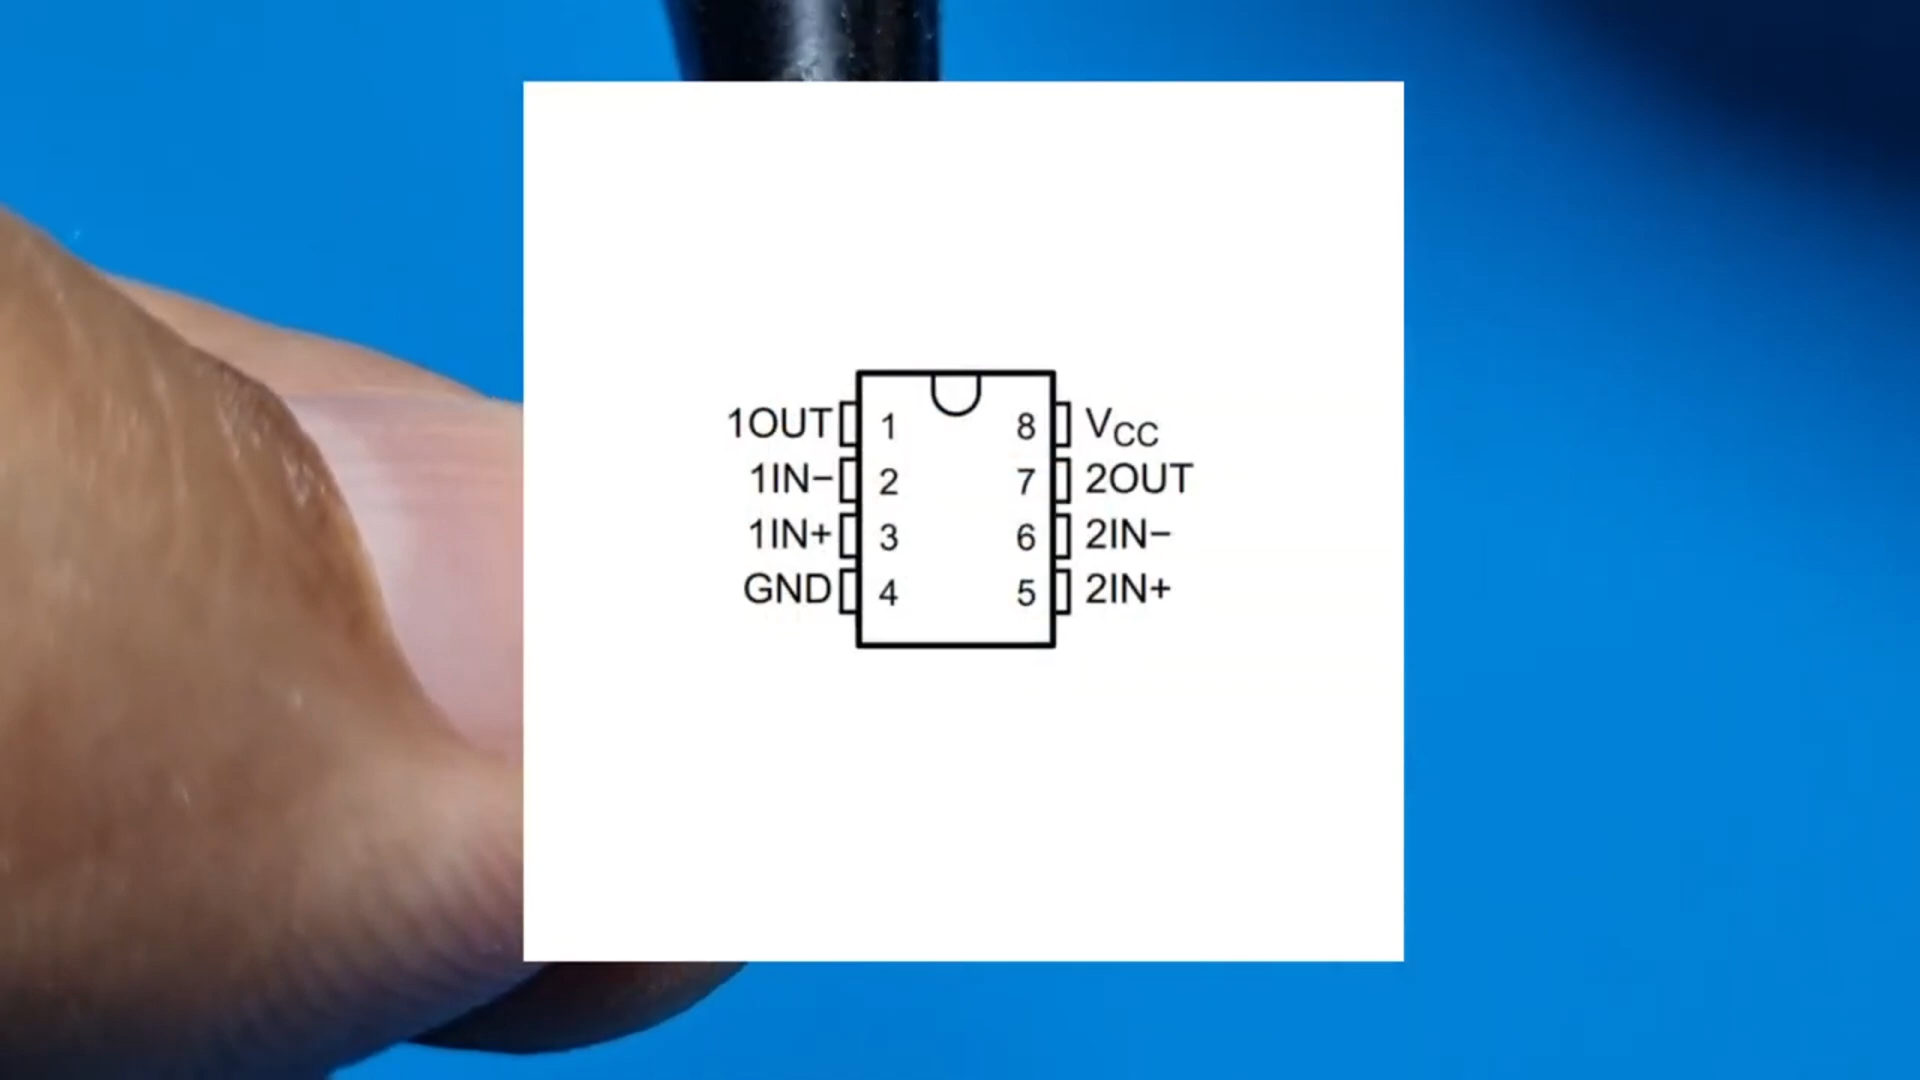 1OUT 1 8 VCC
1IN− 2 7 2OUT
1IN+ 3 6 2IN−
GND 4 5 2IN+